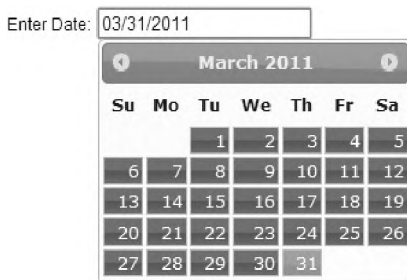 Enter Date: 03/31/2011
March 2011
Su Mo Tu We Th Fr Sa
1 2 3 4 5
6 7 8 9 10 11 12
13 14 15 16 17 18 19
20 21 22 23 24 25 26
27 28 29 30 31